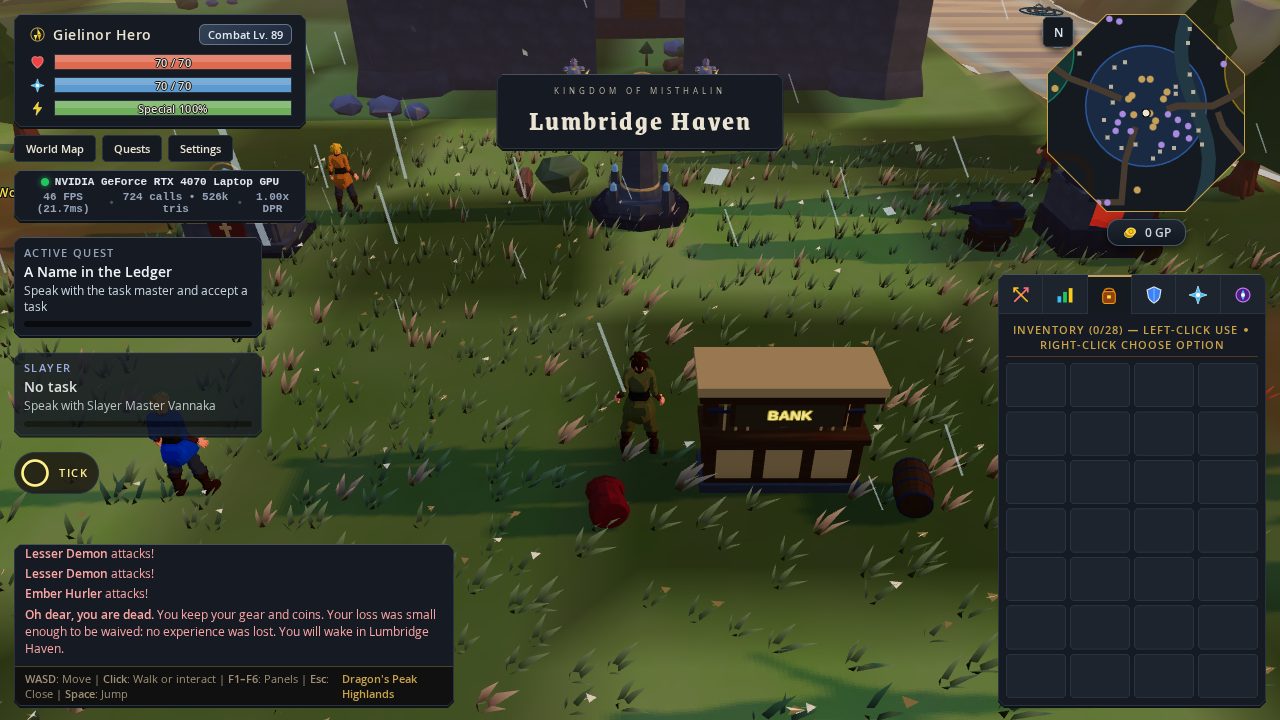 Gielinor Hero
Combat Lv. 89
70 / 70
70 / 70
Special 100%
World Map
Quests
Settings
NVIDIA GeForce RTX 4070 Laptop GPU
46 FPS (21.7ms) • 724 calls • 526k tris • 1.00x DPR
ACTIVE QUEST
A Name in the Ledger
Speak with the task master and accept a
task
SLAYER
No task
Speak with Slayer Master Vannaka
TICK
KINGDOM OF MISTHALIN
Lumbridge Haven
N
0 GP
INVENTORY (0/28) — LEFT-CLICK USE •
RIGHT-CLICK CHOOSE OPTION
BANK
Lesser Demon attacks!
Lesser Demon attacks!
Ember Hurler attacks!
Oh dear, you are dead. You keep your gear and coins. Your loss was small
enough to be waived: no experience was lost. You will wake in Lumbridge
Haven.
WASD: Move | Click: Walk or interact | F1–F6: Panels | Esc:
Close | Space: Jump
Dragon's Peak
Highlands